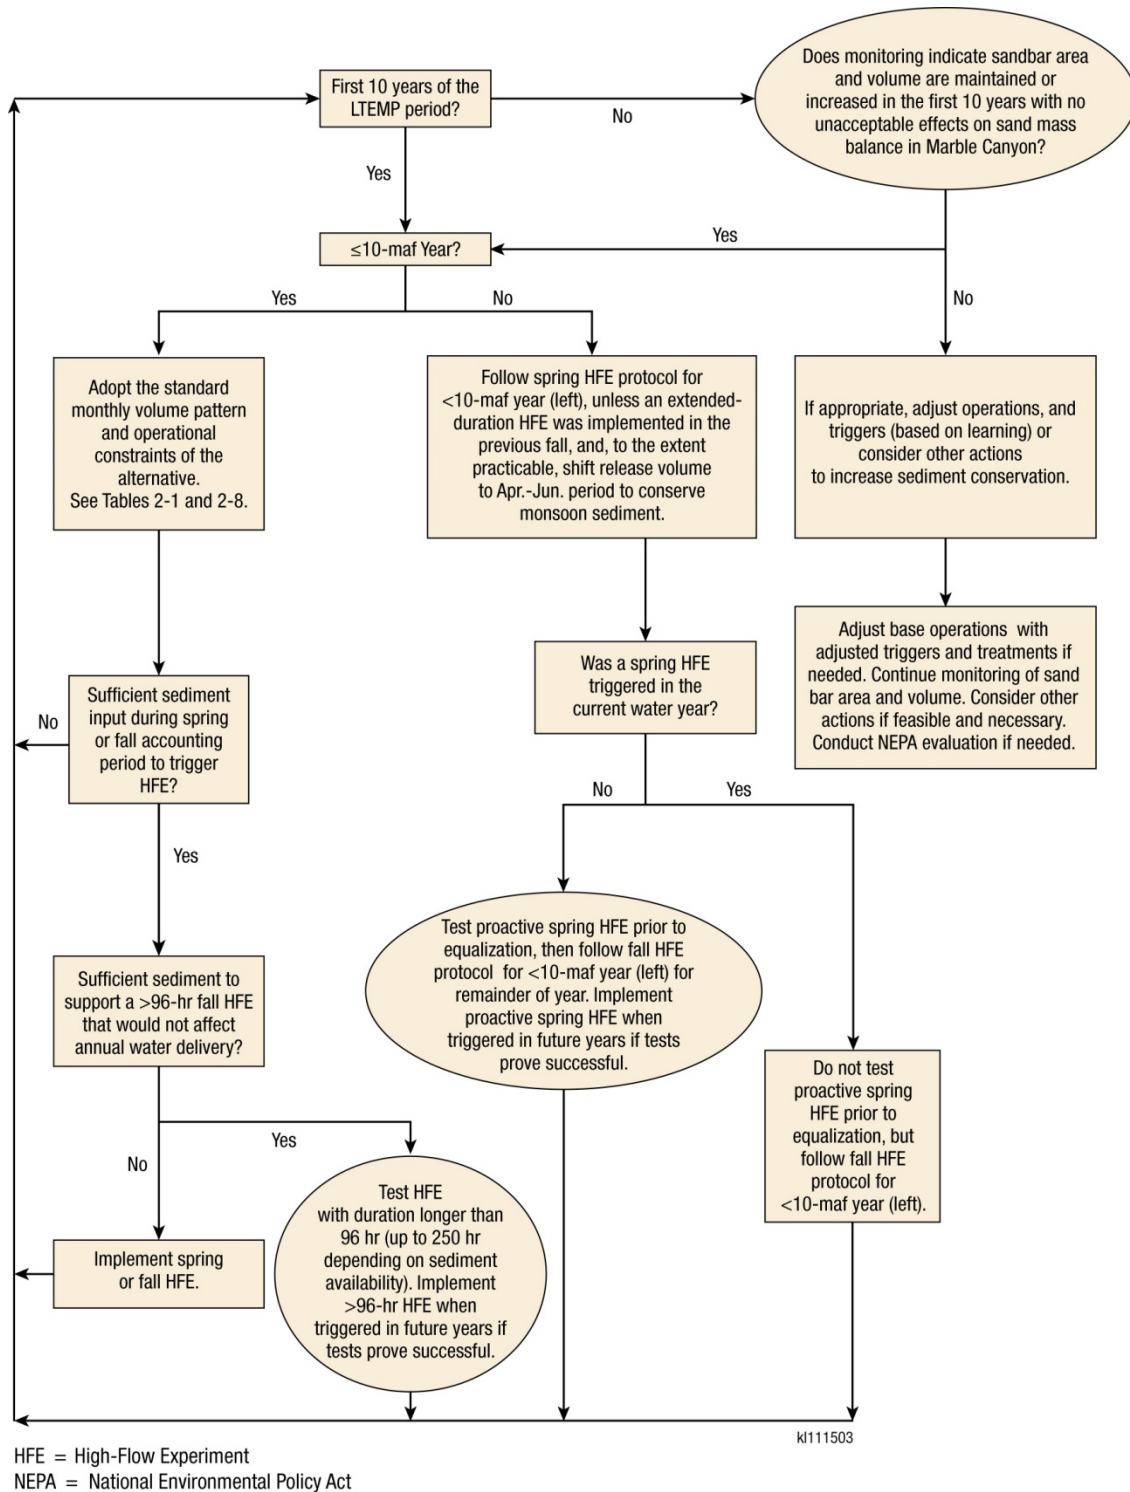 First 10 years of the
LTEMP period?
No
Does monitoring indicate sandbar area
and volume are maintained or
increased in the first 10 years with no
unacceptable effects on sand mass
balance in Marble Canyon?
Yes
≤10-maf Year?
Yes
Yes
No
No
Adopt the standard
monthly volume pattern
and operational
constraints of the
alternative.
See Tables 2-1 and 2-8.
Follow spring HFE protocol for
<10-maf year (left), unless an extended-
duration HFE was implemented in the
previous fall, and, to the extent
practicable, shift release volume
to Apr.-Jun. period to conserve
monsoon sediment.
If appropriate, adjust operations, and
triggers (based on learning) or
consider other actions
to increase sediment conservation.
Adjust base operations with
adjusted triggers and treatments if
needed. Continue monitoring of sand
bar area and volume. Consider other
actions if feasible and necessary.
Conduct NEPA evaluation if needed.
Was a spring HFE
triggered in the
current water year?
No
Sufficient sediment
input during spring
or fall accounting
period to trigger
HFE?
No
Yes
Yes
Test proactive spring HFE prior to
equalization, then follow fall HFE
protocol for <10-maf year (left) for
remainder of year. Implement
proactive spring HFE when
triggered in future years if tests
prove successful.
Sufficient sediment to
support a >96-hr fall HFE
that would not affect
annual water delivery?
Do not test
proactive spring
HFE prior to
equalization, but
follow fall HFE
protocol for
<10-maf year (left).
Yes
No
Test HFE
with duration longer than
96 hr (up to 250 hr
depending on sediment
availability). Implement
>96-hr HFE when
triggered in future years if
tests prove successful.
Implement spring
or fall HFE.
kl111503
HFE = High-Flow Experiment
NEPA = National Environmental Policy Act